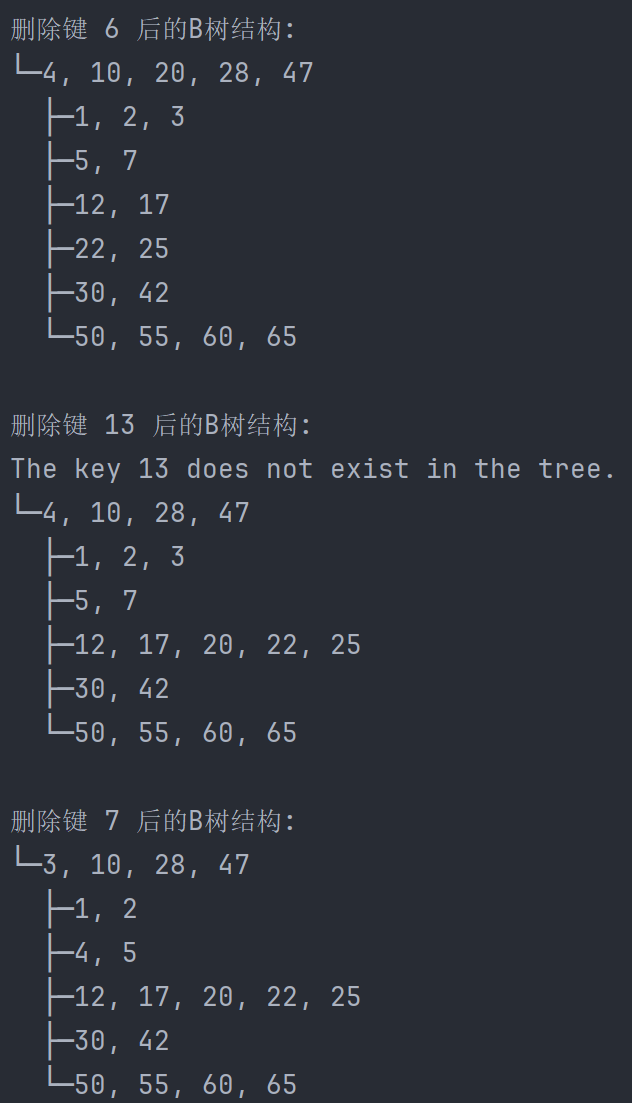 删除键 6 后的B树结构:
└─4, 10, 20, 28, 47
  ├─1, 2, 3
  ├─5, 7
  ├─12, 17
  ├─22, 25
  ├─30, 42
  └─50, 55, 60, 65
删除键 13 后的B树结构:
The key 13 does not exist in the tree.
└─4, 10, 28, 47
  ├─1, 2, 3
  ├─5, 7
  ├─12, 17, 20, 22, 25
  ├─30, 42
  └─50, 55, 60, 65
删除键 7 后的B树结构:
└─3, 10, 28, 47
  ├─1, 2
  ├─4, 5
  ├─12, 17, 20, 22, 25
  ├─30, 42
  └─50, 55, 60, 65